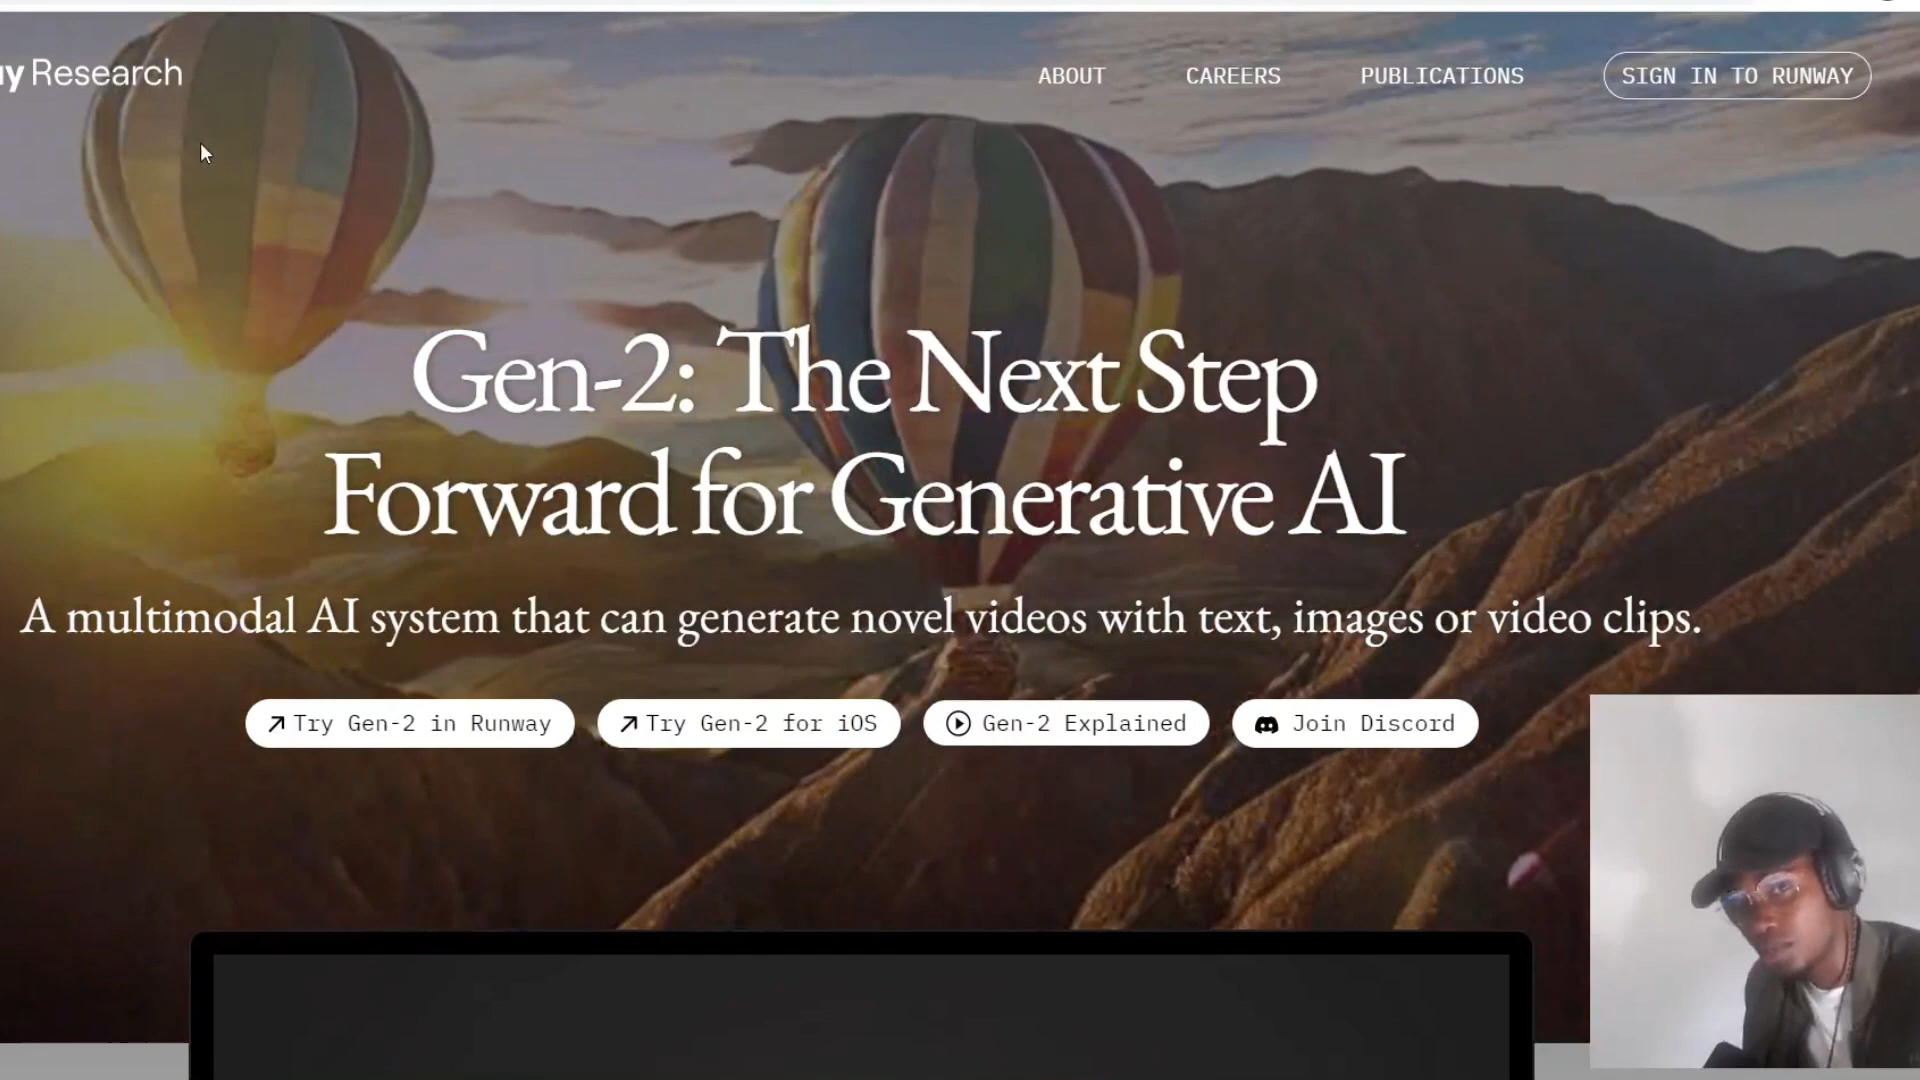 Research
ABOUT
CAREERS
PUBLICATIONS
SIGN IN TO RUNWAY
Gen-2: The Next Step
Forward for Generative AI
A multimodal AI system that can generate novel videos with text, images or video clips.
Try Gen-2 in Runway
Try Gen-2 for iOS
Gen-2 Explained
Join Discord